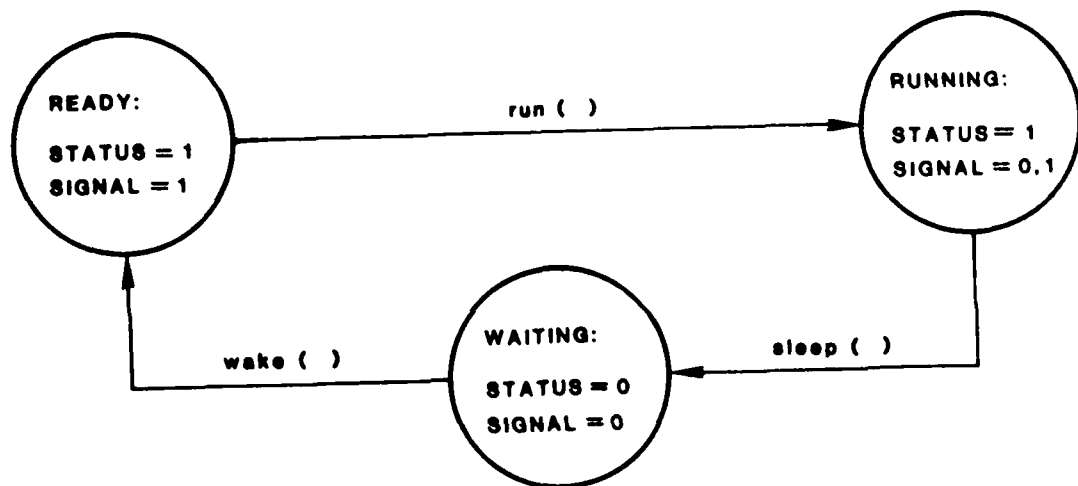 READY:
STATUS = 1
SIGNAL = 1
run ( )
RUNNING:
STATUS = 1
SIGNAL = 0,1
wake ( )
WAITING:
STATUS = 0
SIGNAL = 0
sleep ( )